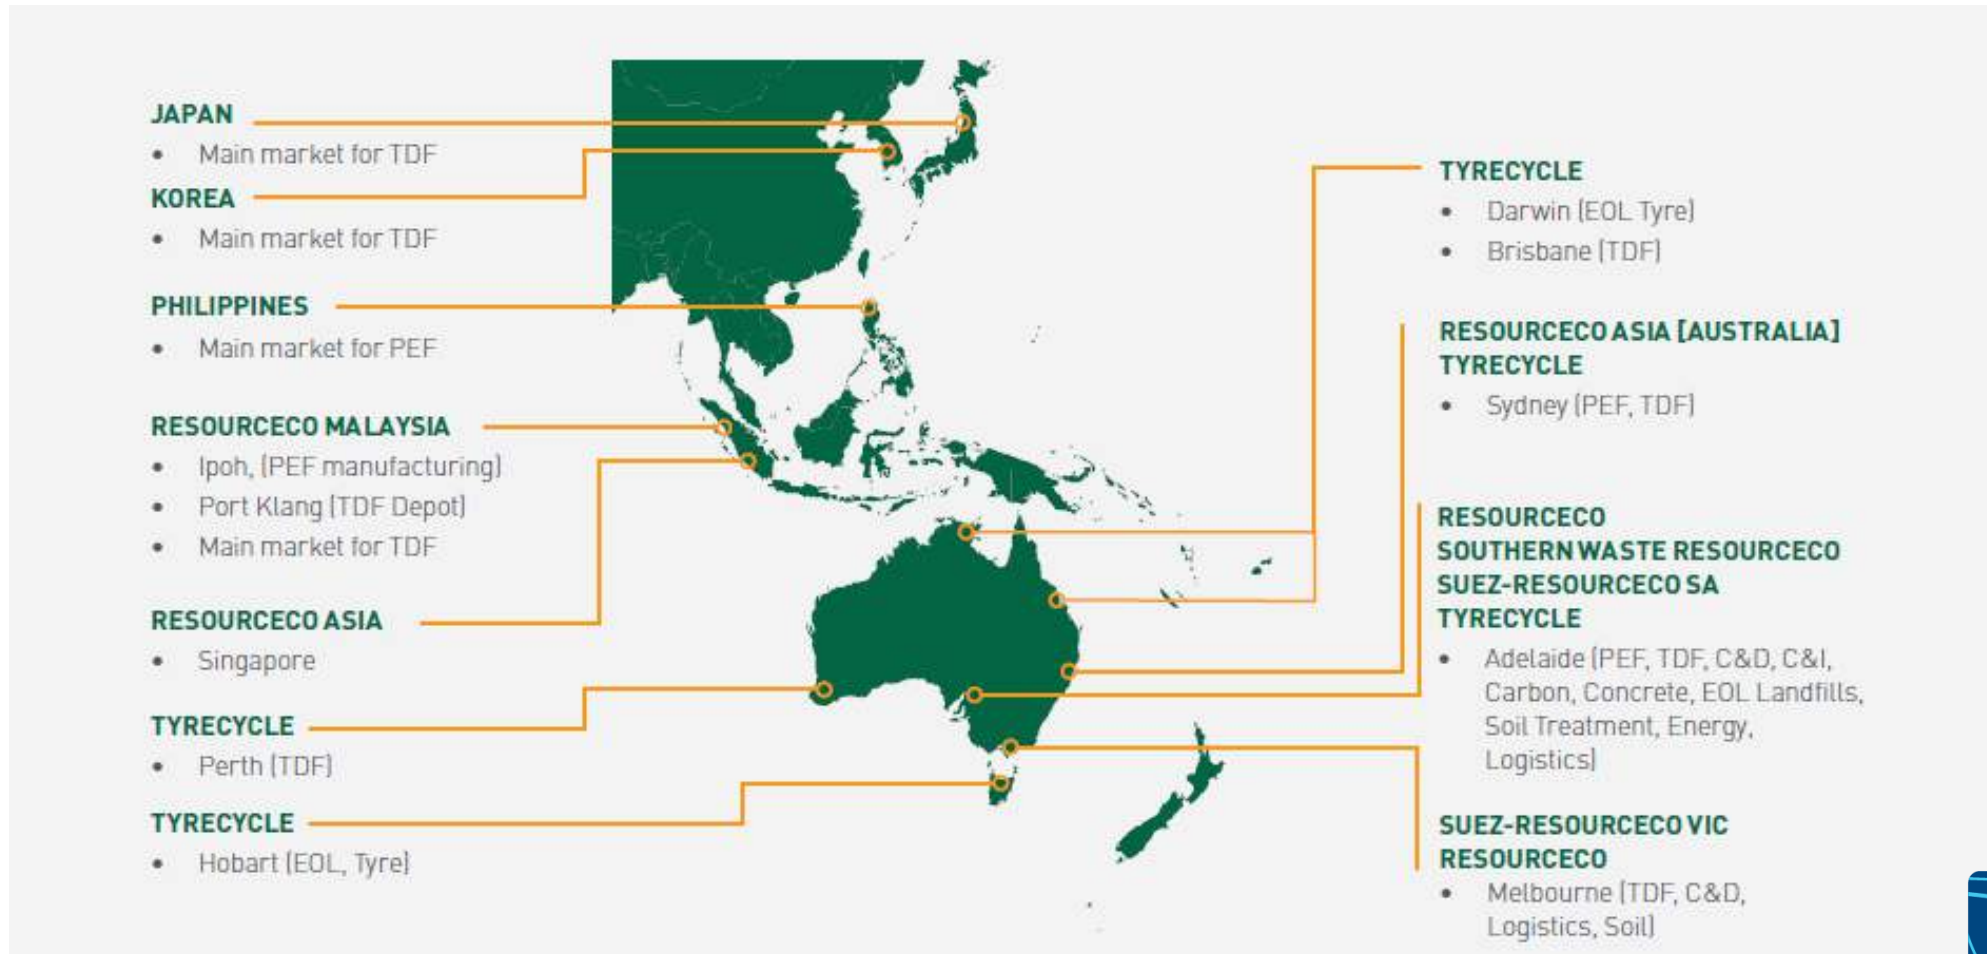 JAPAN
• Main market for TDF
KOREA
• Main market for TDF
PHILIPPINES
• Main market for PEF
RESOURCECO MALAYSIA
• Ipoh, (PEF manufacturing)
• Port Klang (TDF Depot)
• Main market for TDF
RESOURCECO ASIA
• Singapore
TYRECYCLE
• Perth (TDF)
TYRECYCLE
• Hobart (EOL, Tyre)
TYRECYCLE
• Darwin (EOL Tyre)
• Brisbane (TDF)
RESOURCECO ASIA [AUSTRALIA]
TYRECYCLE
• Sydney (PEF, TDF)
RESOURCECO
SOUTHERN WASTE RESOURCECO
SUEZ-RESOURCECO SA
TYRECYCLE
• Adelaide (PEF, TDF, C&D, C&I,
Carbon, Concrete, EOL Landfills,
Soil Treatment, Energy,
Logistics)
SUEZ-RESOURCECO VIC
RESOURCECO
• Melbourne (TDF, C&D,
Logistics, Soil)